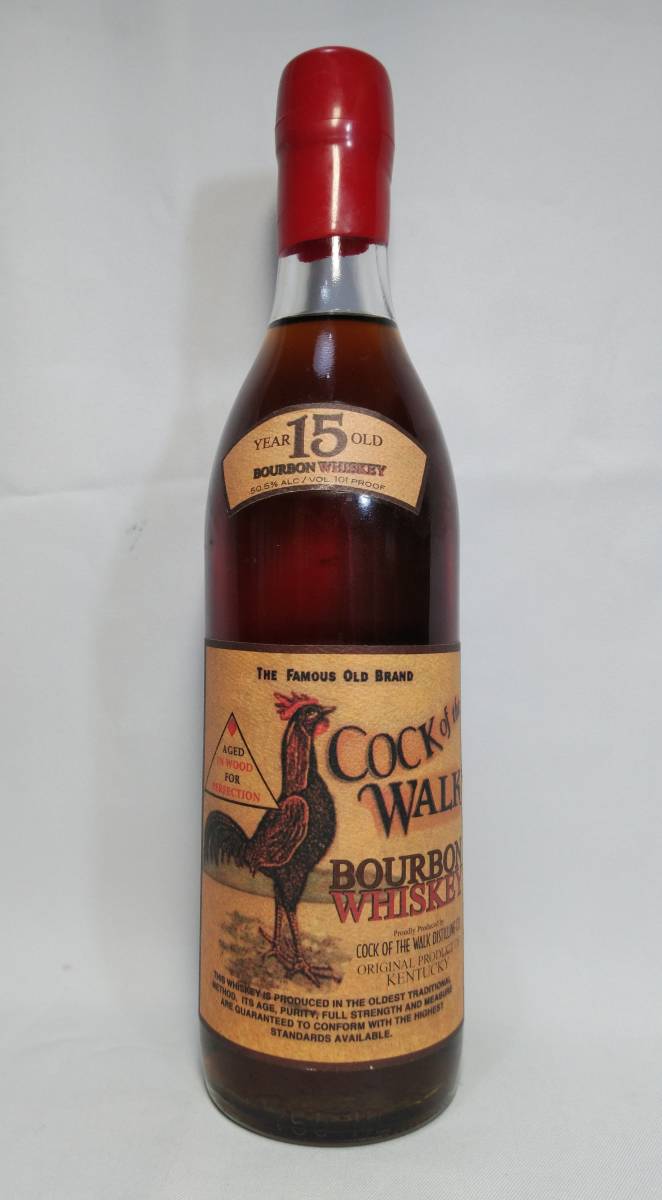 YEAR 15 OLD
BOURBON WHISKEY
50.5% ALC / VOL. 101 PROOF
THE FAMOUS OLD BRAND
AGED
IN WOOD
FOR
PERFECTION
COCK of the
WALK
BOURBON
WHISKEY
Proudly Produced by
COCK OF THE WALK DISTILLING CO.
ORIGINAL PRODUCT OF
KENTUCKY
THIS WHISKEY IS PRODUCED IN THE OLDEST TRADITIONAL
METHOD. ITS AGE, PURITY, FULL STRENGTH AND MEASURE
ARE GUARANTEED TO CONFORM WITH THE HIGHEST
STANDARDS AVAILABLE.